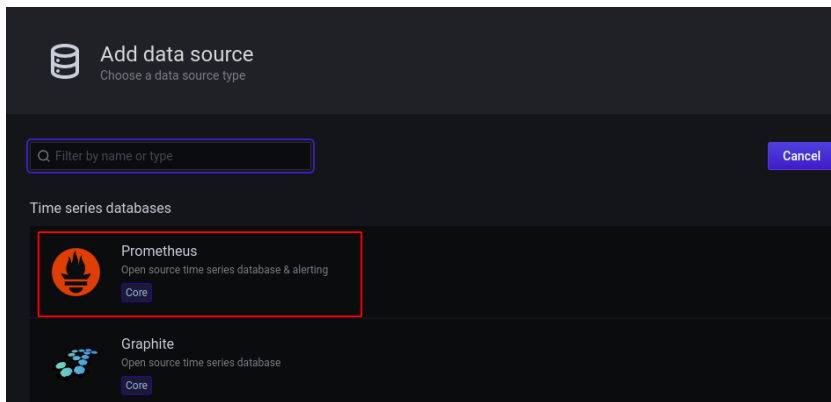 Add data source
Choose a data source type
Filter by name or type
Cancel
Time series databases
Prometheus
Open source time series database & alerting
Core
Graphite
Open source time series database
Core